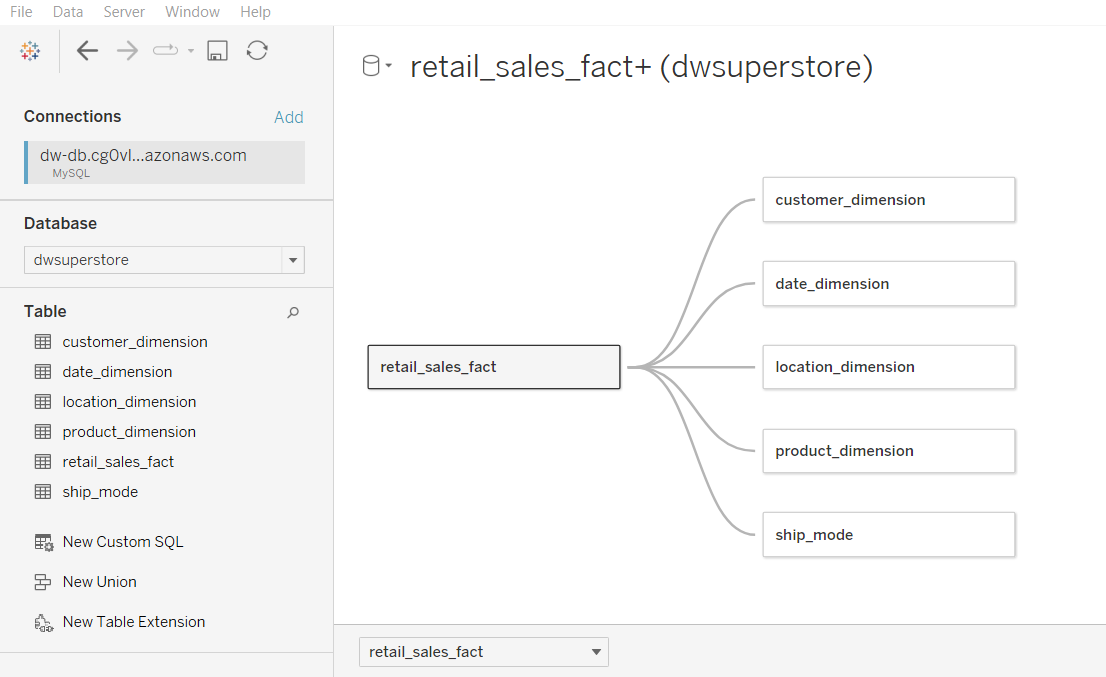 File Data Server Window Help
Connections Add
dw-db.cg0vl...azonaws.com
MySQL
Database
dwsuperstore
Table
customer_dimension
date_dimension
location_dimension
product_dimension
retail_sales_fact
ship_mode
New Custom SQL
New Union
New Table Extension
retail_sales_fact+ (dwsuperstore)
retail_sales_fact
customer_dimension
date_dimension
location_dimension
product_dimension
ship_mode
retail_sales_fact